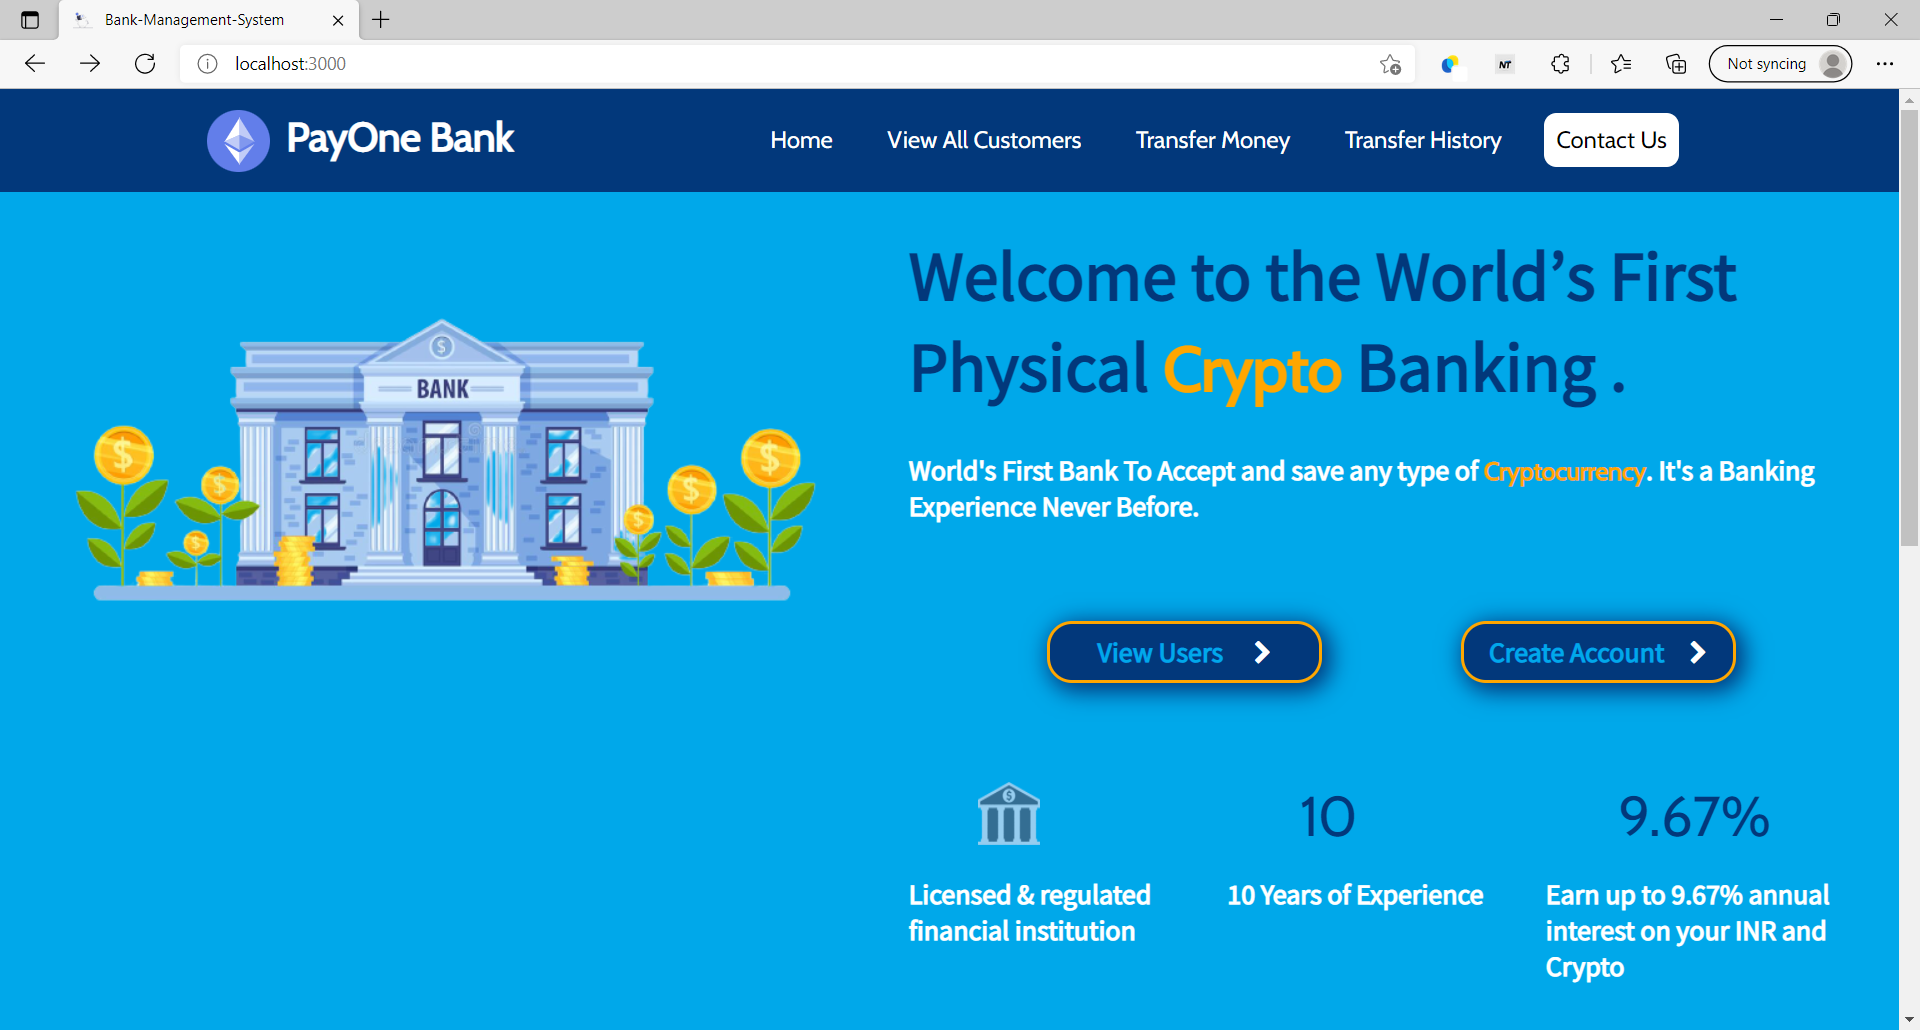 Bank-Management-System
localhost:3000
NT
Not syncing
PayOne Bank
Home
View All Customers
Transfer Money
Transfer History
Contact Us
Welcome to the World’s First
Physical Crypto Banking .
$
BANK
$
$
$
$
$
$
World's First Bank To Accept and save any type of Cryptocurrency. It's a Banking
Experience Never Before.
View Users
Create Account
$
10
9.67%
Licensed & regulated
financial institution
10 Years of Experience
Earn up to 9.67% annual
interest on your INR and
Crypto